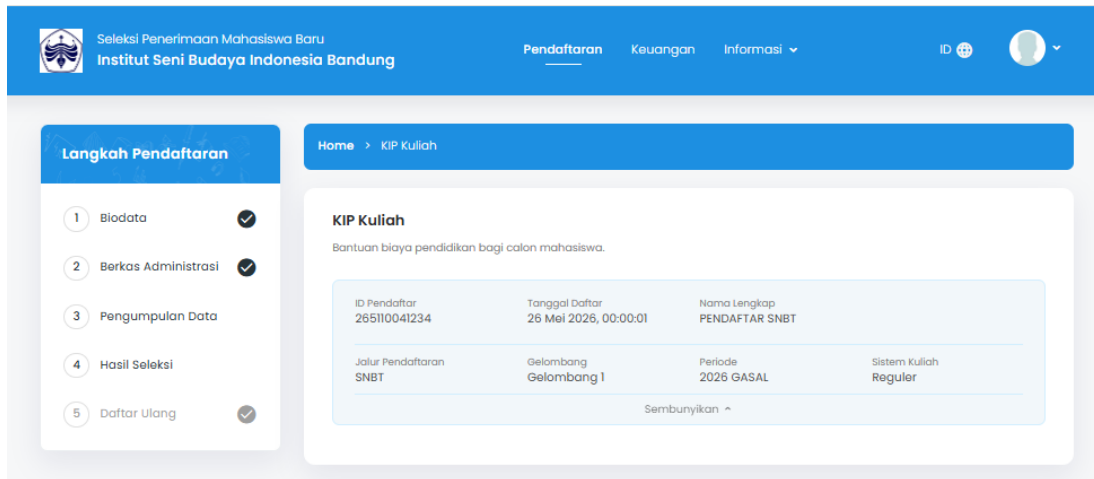 Seleksi Penerimaan Mahasiswa Baru
Institut Seni Budaya Indonesia Bandung
Pendaftaran Keuangan Informasi ID
Langkah Pendaftaran
1 Biodata
2 Berkas Administrasi
3 Pengumpulan Data
4 Hasil Seleksi
5 Daftar Ulang
Home > KIP Kuliah
KIP Kuliah
Bantuan biaya pendidikan bagi calon mahasiswa.
ID Pendaftar Tanggal Daftar Nama Lengkap
265110041234 26 Mei 2026, 00:00:01 PENDAFTAR SNBT
Jalur Pendaftaran Gelombang Periode Sistem Kuliah
SNBT Gelombang 1 2026 GASAL Reguler
Sembunyikan